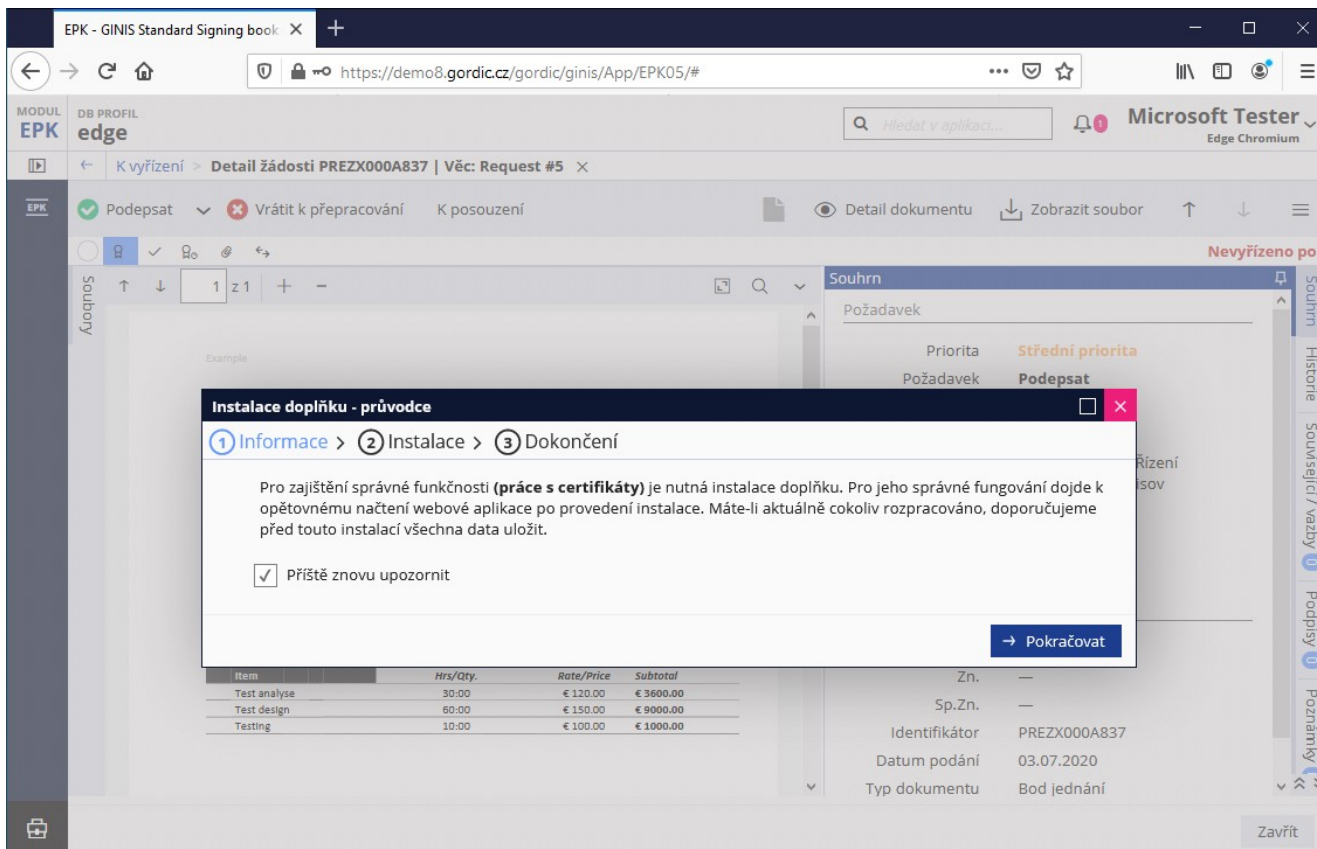 EPK - GINIS Standard Signing book
https://demo8.gordic.cz/gordic/ginis/App/EPK05/#
MODUL
EPK
DB PROFIL
edge
Hledat v aplikaci...
1
Microsoft Tester
Edge Chromium
K vyřízení > Detail žádosti PREZX000A837 | Věc: Request #5
EPK
Podepsat
Vrátit k přepracování
K posouzení
Detail dokumentu
Zobrazit soubor
Nevyřízeno po
Soubory
1 z 1
Souhrn
Požadavek
Example
Priorita Střední priorita
Požadavek Podepsat
Řízení
isov
Instalace doplňku - průvodce
1 Informace > 2 Instalace > 3 Dokončení
Pro zajištění správné funkčnosti (práce s certifikáty) je nutná instalace doplňku. Pro jeho správné fungování dojde k
opětovnému načtení webové aplikace po provedení instalace. Máte-li aktuálně cokoliv rozpracováno, doporučujeme
před touto instalací všechna data uložit.
Příště znovu upozornit
Pokračovat
Item Hrs/Qty. Rate/Price Subtotal
Test analyse 30:00 € 120.00 € 3600.00
Test design 60:00 € 150.00 € 9000.00
Testing 10:00 € 100.00 € 1000.00
Zn. —
Sp.Zn. —
Identifikátor PREZX000A837
Datum podání 03.07.2020
Typ dokumentu Bod jednání
Souhrn
Historie
Související / vazby 0
Podpisy 0
Poznámky
Zavřít